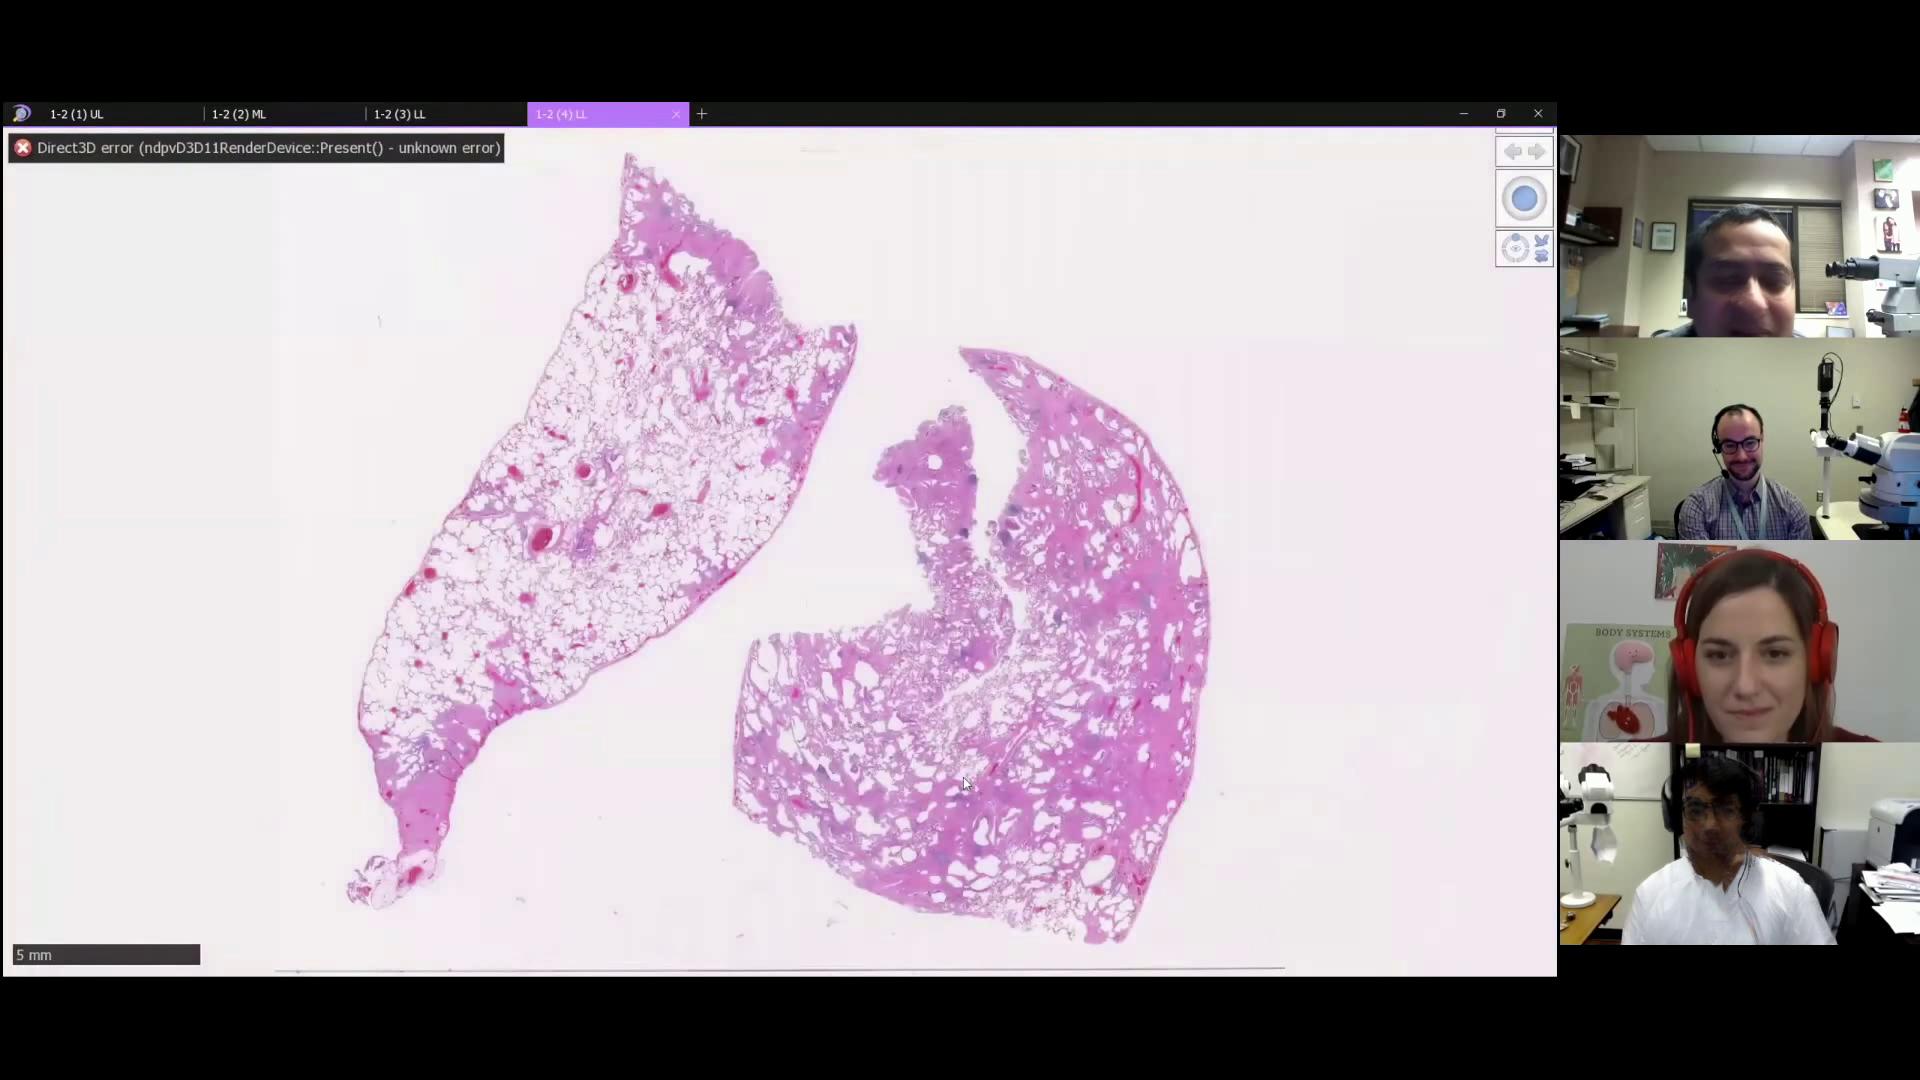 1-2 (1) UL
1-2 (2) ML
1-2 (3) LL
1-2 (4) LL
Direct3D error (ndpvD3D11RenderDevice::Present() - unknown error)
BODY SYSTEMS
5 mm